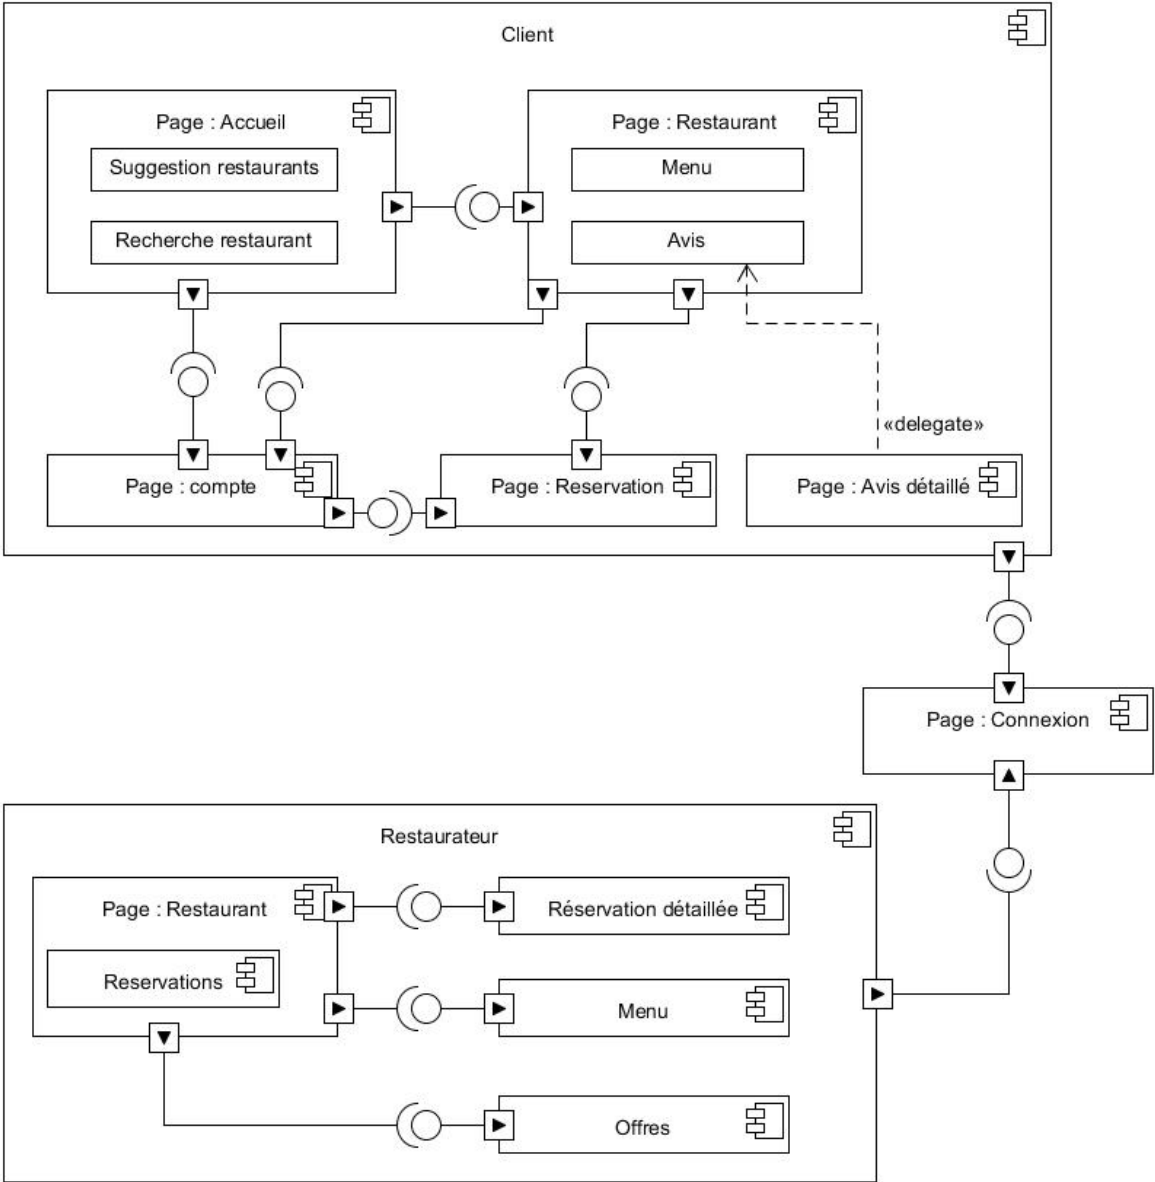 Client
Page : Accueil
Suggestion restaurants
Recherche restaurant
Page : Restaurant
Menu
Avis
«delegate»
Page : compte
Page : Reservation
Page : Avis détaillé
Page : Connexion
Restaurateur
Page : Restaurant
Reservations
Réservation détaillée
Menu
Offres